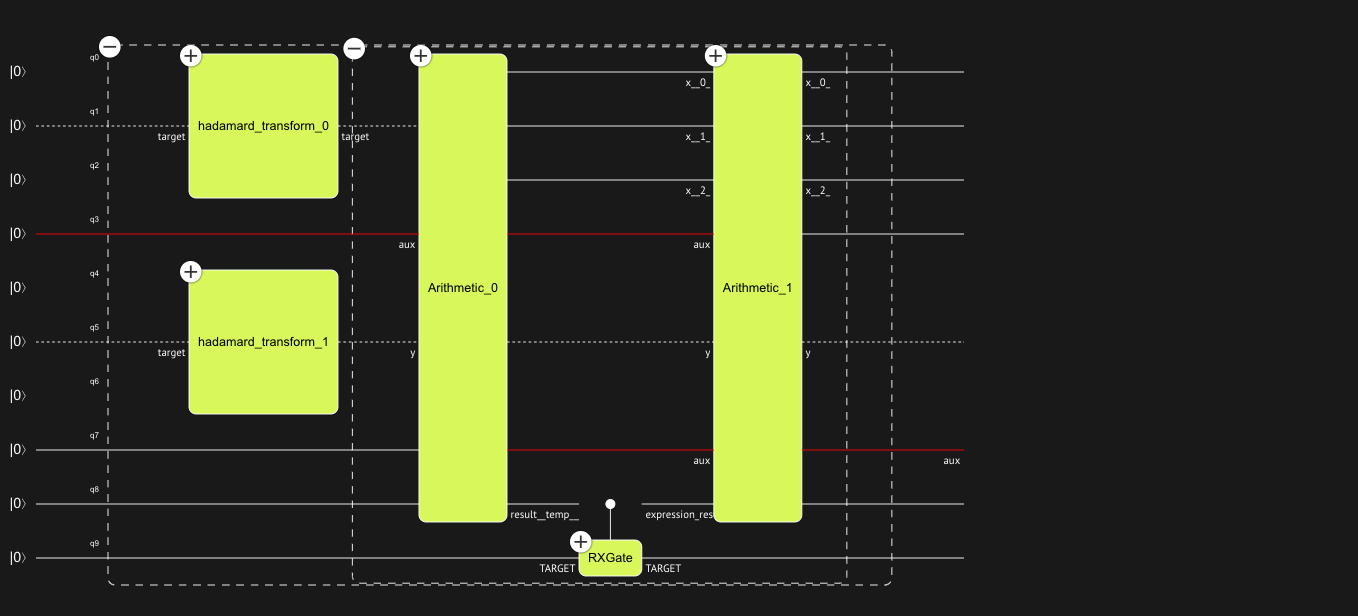 q0
|0⟩
x__0_
x__0_
q1
|0⟩
hadamard_transform_0
target
target
x__1_
x__1_
q2
|0⟩
x__2_
x__2_
q3
|0⟩
aux
aux
q4
|0⟩
Arithmetic_0
Arithmetic_1
q5
|0⟩
hadamard_transform_1
target
y
y
y
q6
|0⟩
q7
|0⟩
aux
aux
q8
|0⟩
result__temp__
expression_res
q9
|0⟩
RXGate
TARGET
TARGET